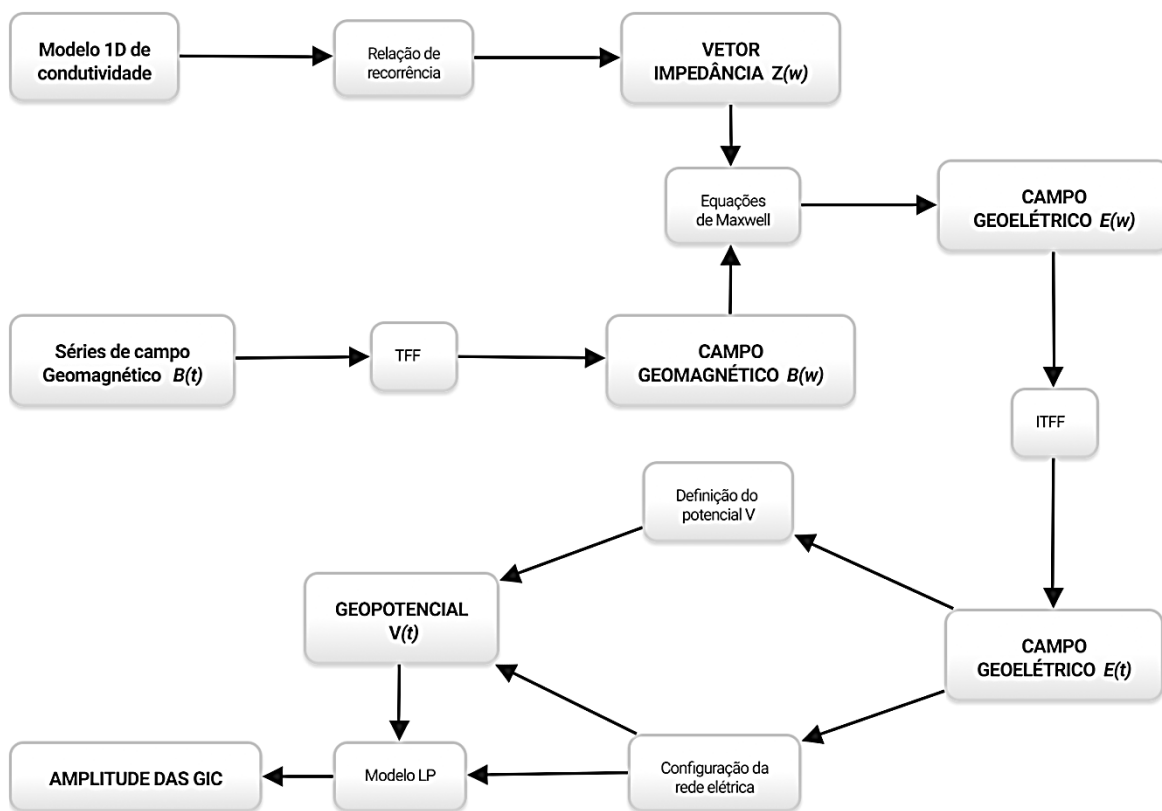 Modelo 1D de
condutividade
Relação de
recorrência
VETOR
IMPEDÂNCIA Z(w)
Equações
de Maxwell
CAMPO
GEOELÉTRICO E(w)
Séries de campo
Geomagnético B(t)
TFF
CAMPO
GEOMAGNÉTICO B(w)
ITFF
Definição do
potencial V
GEOPOTENCIAL
V(t)
CAMPO
GEOELÉTRICO E(t)
AMPLITUDE DAS GIC
Modelo LP
Configuração da
rede elétrica